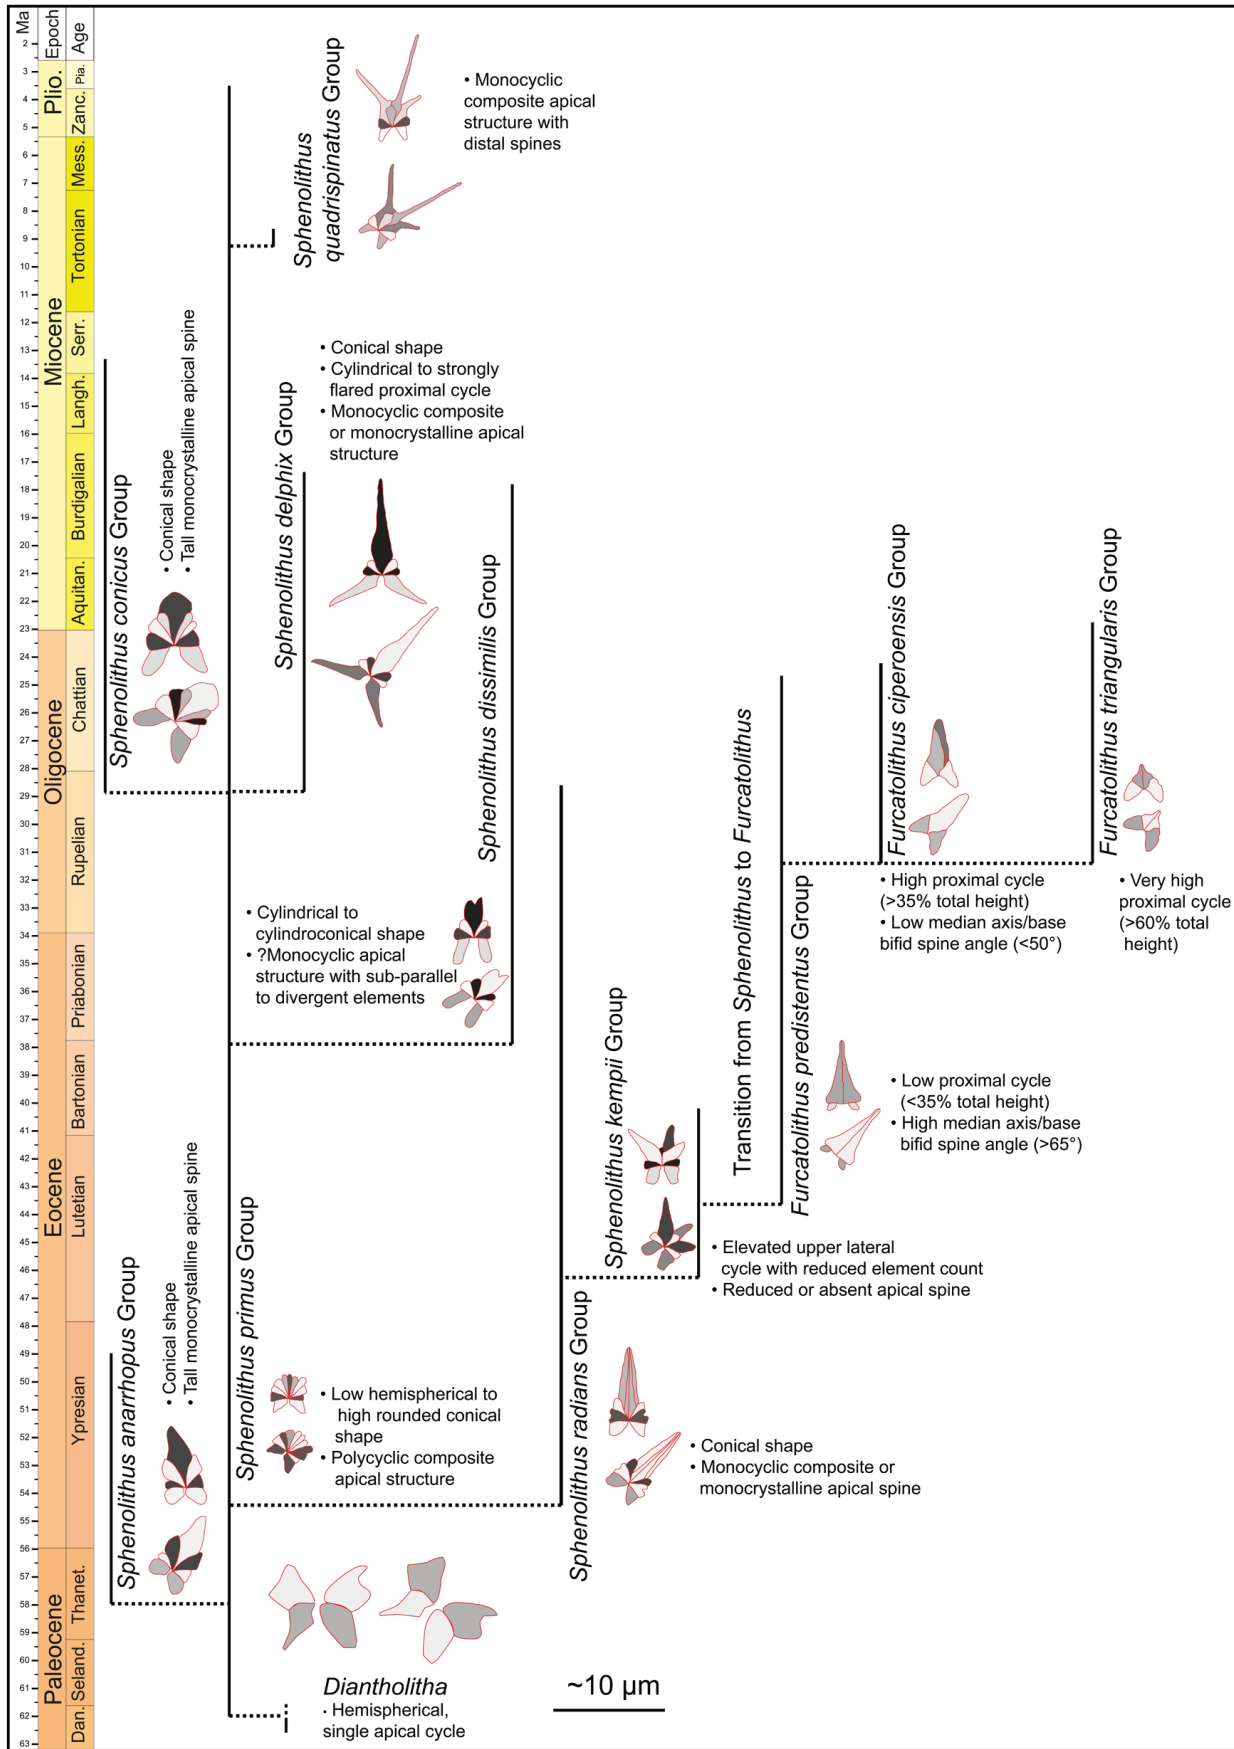 Ma
Epoch
Age
2
3
4
5
6
7
8
9
10
11
12
13
14
15
16
17
18
19
20
21
22
23
24
25
26
27
28
29
30
31
32
33
34
35
36
37
38
39
40
41
42
43
44
45
46
47
48
49
50
51
52
53
54
55
56
57
58
59
60
61
62
63
Plio.
Miocene
Oligocene
Eocene
Paleocene
Pia.
Zanc.
Mess.
Tortonian
Serr.
Langh.
Burdigalian
Aquitan.
Chattian
Rupelian
Priabonian
Bartonian
Lutetian
Ypresian
Thanet.
Seland.
Dan.
Sphenolithus
quadrispinatus Group
• Monocyclic
composite apical
structure with
distal spines
Sphenolithus conicus Group
• Conical shape
• Tall monocrystalline apical spine
Sphenolithus delphix Group
• Conical shape
• Cylindrical to strongly
flared proximal cycle
• Monocyclic composite
or monocrystalline apical
structure
Sphenolithus dissimilis Group
• Cylindrical to
cylindroconical shape
• ?Monocyclic apical
structure with sub-parallel
to divergent elements
Furcatolithus ciperoensis Group
• High proximal cycle
(>35% total height)
• Low median axis/base
bifid spine angle (<50°)
Furcatolithus triangularis Group
• Very high
proximal cycle
(>60% total
height)
Transition from Sphenolithus to Furcatolithus
Furcatolithus predistentus Group
• Low proximal cycle
(<35% total height)
• High median axis/base
bifid spine angle (>65°)
Sphenolithus kempii Group
• Elevated upper lateral
cycle with reduced element count
• Reduced or absent apical spine
Sphenolithus anarrhopus Group
• Conical shape
• Tall monocrystalline apical spine
Sphenolithus primus Group
• Low hemispherical to
high rounded conical
shape
• Polycyclic composite
apical structure
Sphenolithus radians Group
• Conical shape
• Monocyclic composite or
monocrystalline apical spine
Diantholitha
• Hemispherical,
single apical cycle
~10 µm